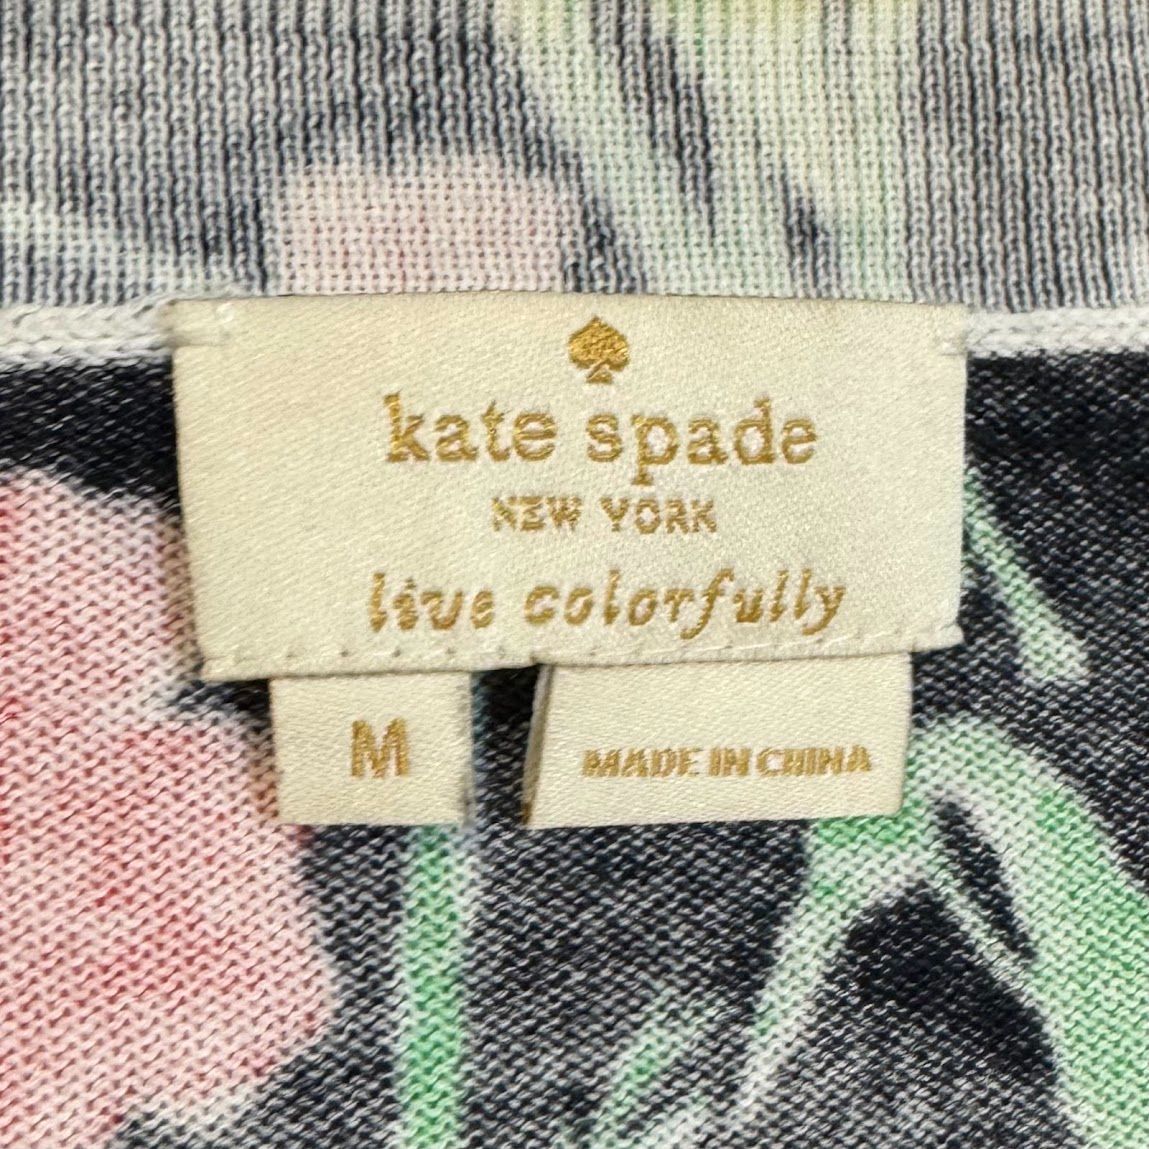 kate spade
NEW YORK
live colorfully
M
MADE IN CHINA